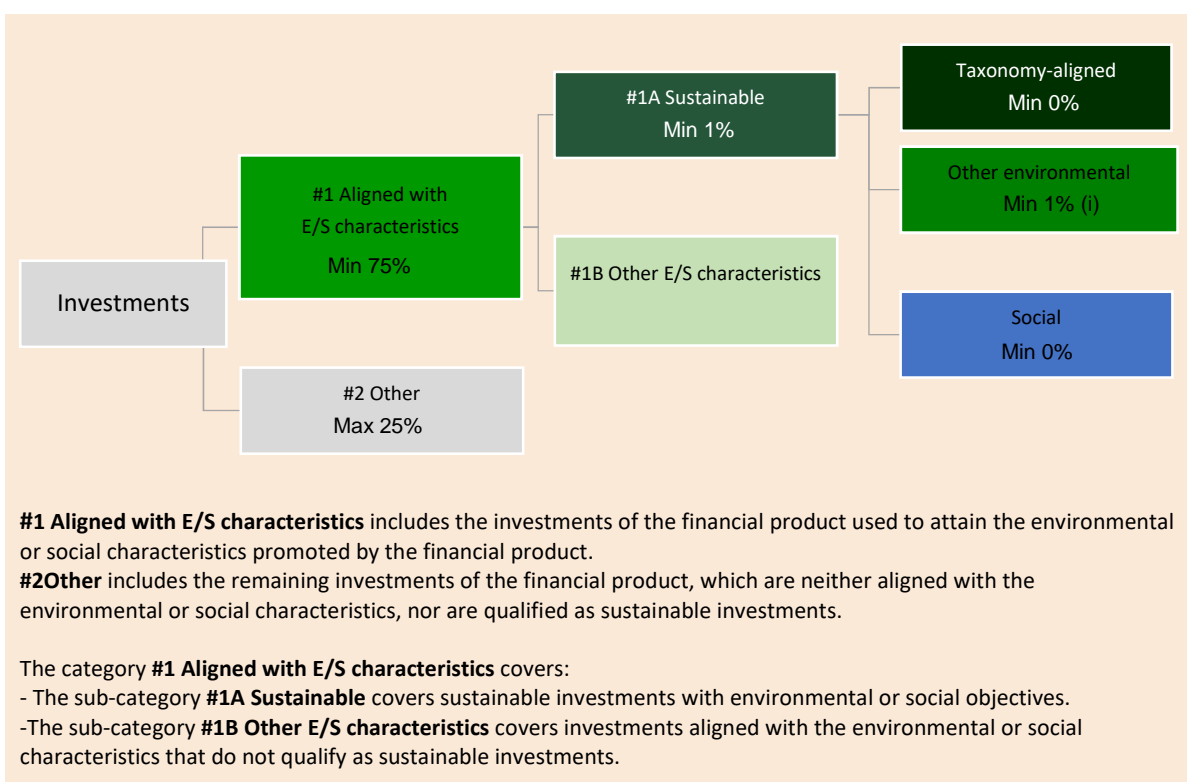 Investments
#1 Aligned with
E/S characteristics
Min 75%
#2 Other
Max 25%
#1A Sustainable
Min 1%
#1B Other E/S characteristics
Taxonomy-aligned
Min 0%
Other environmental
Min 1% (i)
Social
Min 0%
#1 Aligned with E/S characteristics includes the investments of the financial product used to attain the environmental
or social characteristics promoted by the financial product.
#2Other includes the remaining investments of the financial product, which are neither aligned with the
environmental or social characteristics, nor are qualified as sustainable investments.
The category #1 Aligned with E/S characteristics covers:
- The sub-category #1A Sustainable covers sustainable investments with environmental or social objectives.
-The sub-category #1B Other E/S characteristics covers investments aligned with the environmental or social
characteristics that do not qualify as sustainable investments.